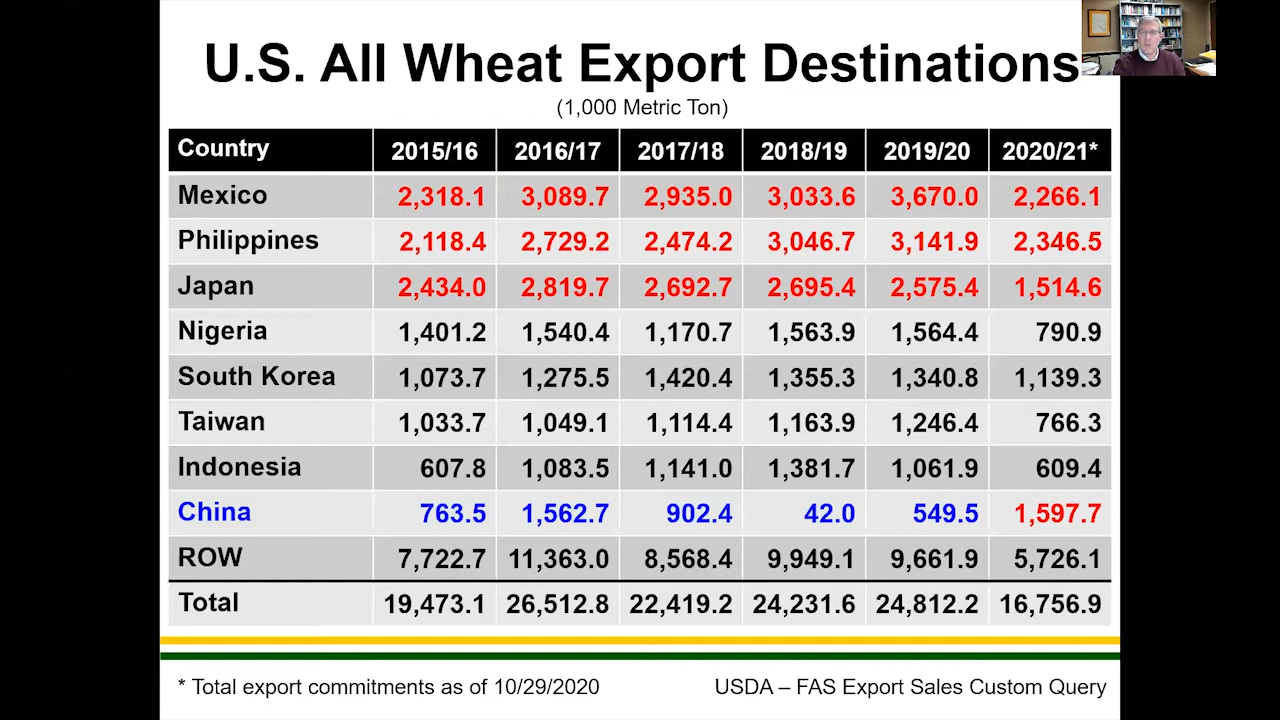 U.S. All Wheat Export Destinations
(1,000 Metric Ton)
Country 2015/16 2016/17 2017/18 2018/19 2019/20 2020/21*
Mexico 2,318.1 3,089.7 2,935.0 3,033.6 3,670.0 2,266.1
Philippines 2,118.4 2,729.2 2,474.2 3,046.7 3,141.9 2,346.5
Japan 2,434.0 2,819.7 2,692.7 2,695.4 2,575.4 1,514.6
Nigeria 1,401.2 1,540.4 1,170.7 1,563.9 1,564.4 790.9
South Korea 1,073.7 1,275.5 1,420.4 1,355.3 1,340.8 1,139.3
Taiwan 1,033.7 1,049.1 1,114.4 1,163.9 1,246.4 766.3
Indonesia 607.8 1,083.5 1,141.0 1,381.7 1,061.9 609.4
China 763.5 1,562.7 902.4 42.0 549.5 1,597.7
ROW 7,722.7 11,363.0 8,568.4 9,949.1 9,661.9 5,726.1
Total 19,473.1 26,512.8 22,419.2 24,231.6 24,812.2 16,756.9
* Total export commitments as of 10/29/2020 USDA – FAS Export Sales Custom Query